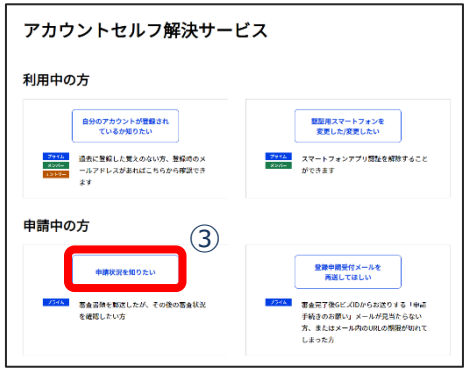 アカウントセルフ解決サービス
利用中の方
自分のアカウントが登録され
ているか知りたい
プライム
メンバー
エントリー
過去に登録した覚えのない方、登録時のメ
ールアドレスがあればこちらから確認でき
ます
認証用スマートフォンを
変更した/変更したい
プライム
メンバー
スマートフォンアプリ認証を解除すること
ができます
申請中の方
③
申請状況を知りたい
プライム
審査書類を郵送したが、その後の審査状況
を確認したい方
登録申請受付メールを
再送してほしい
プライム
審査完了後GビズIDからお送りする「申請
手続きのお願い」メールが見当たらない
方、またはメール内のURLの期限が切れて
しまった方